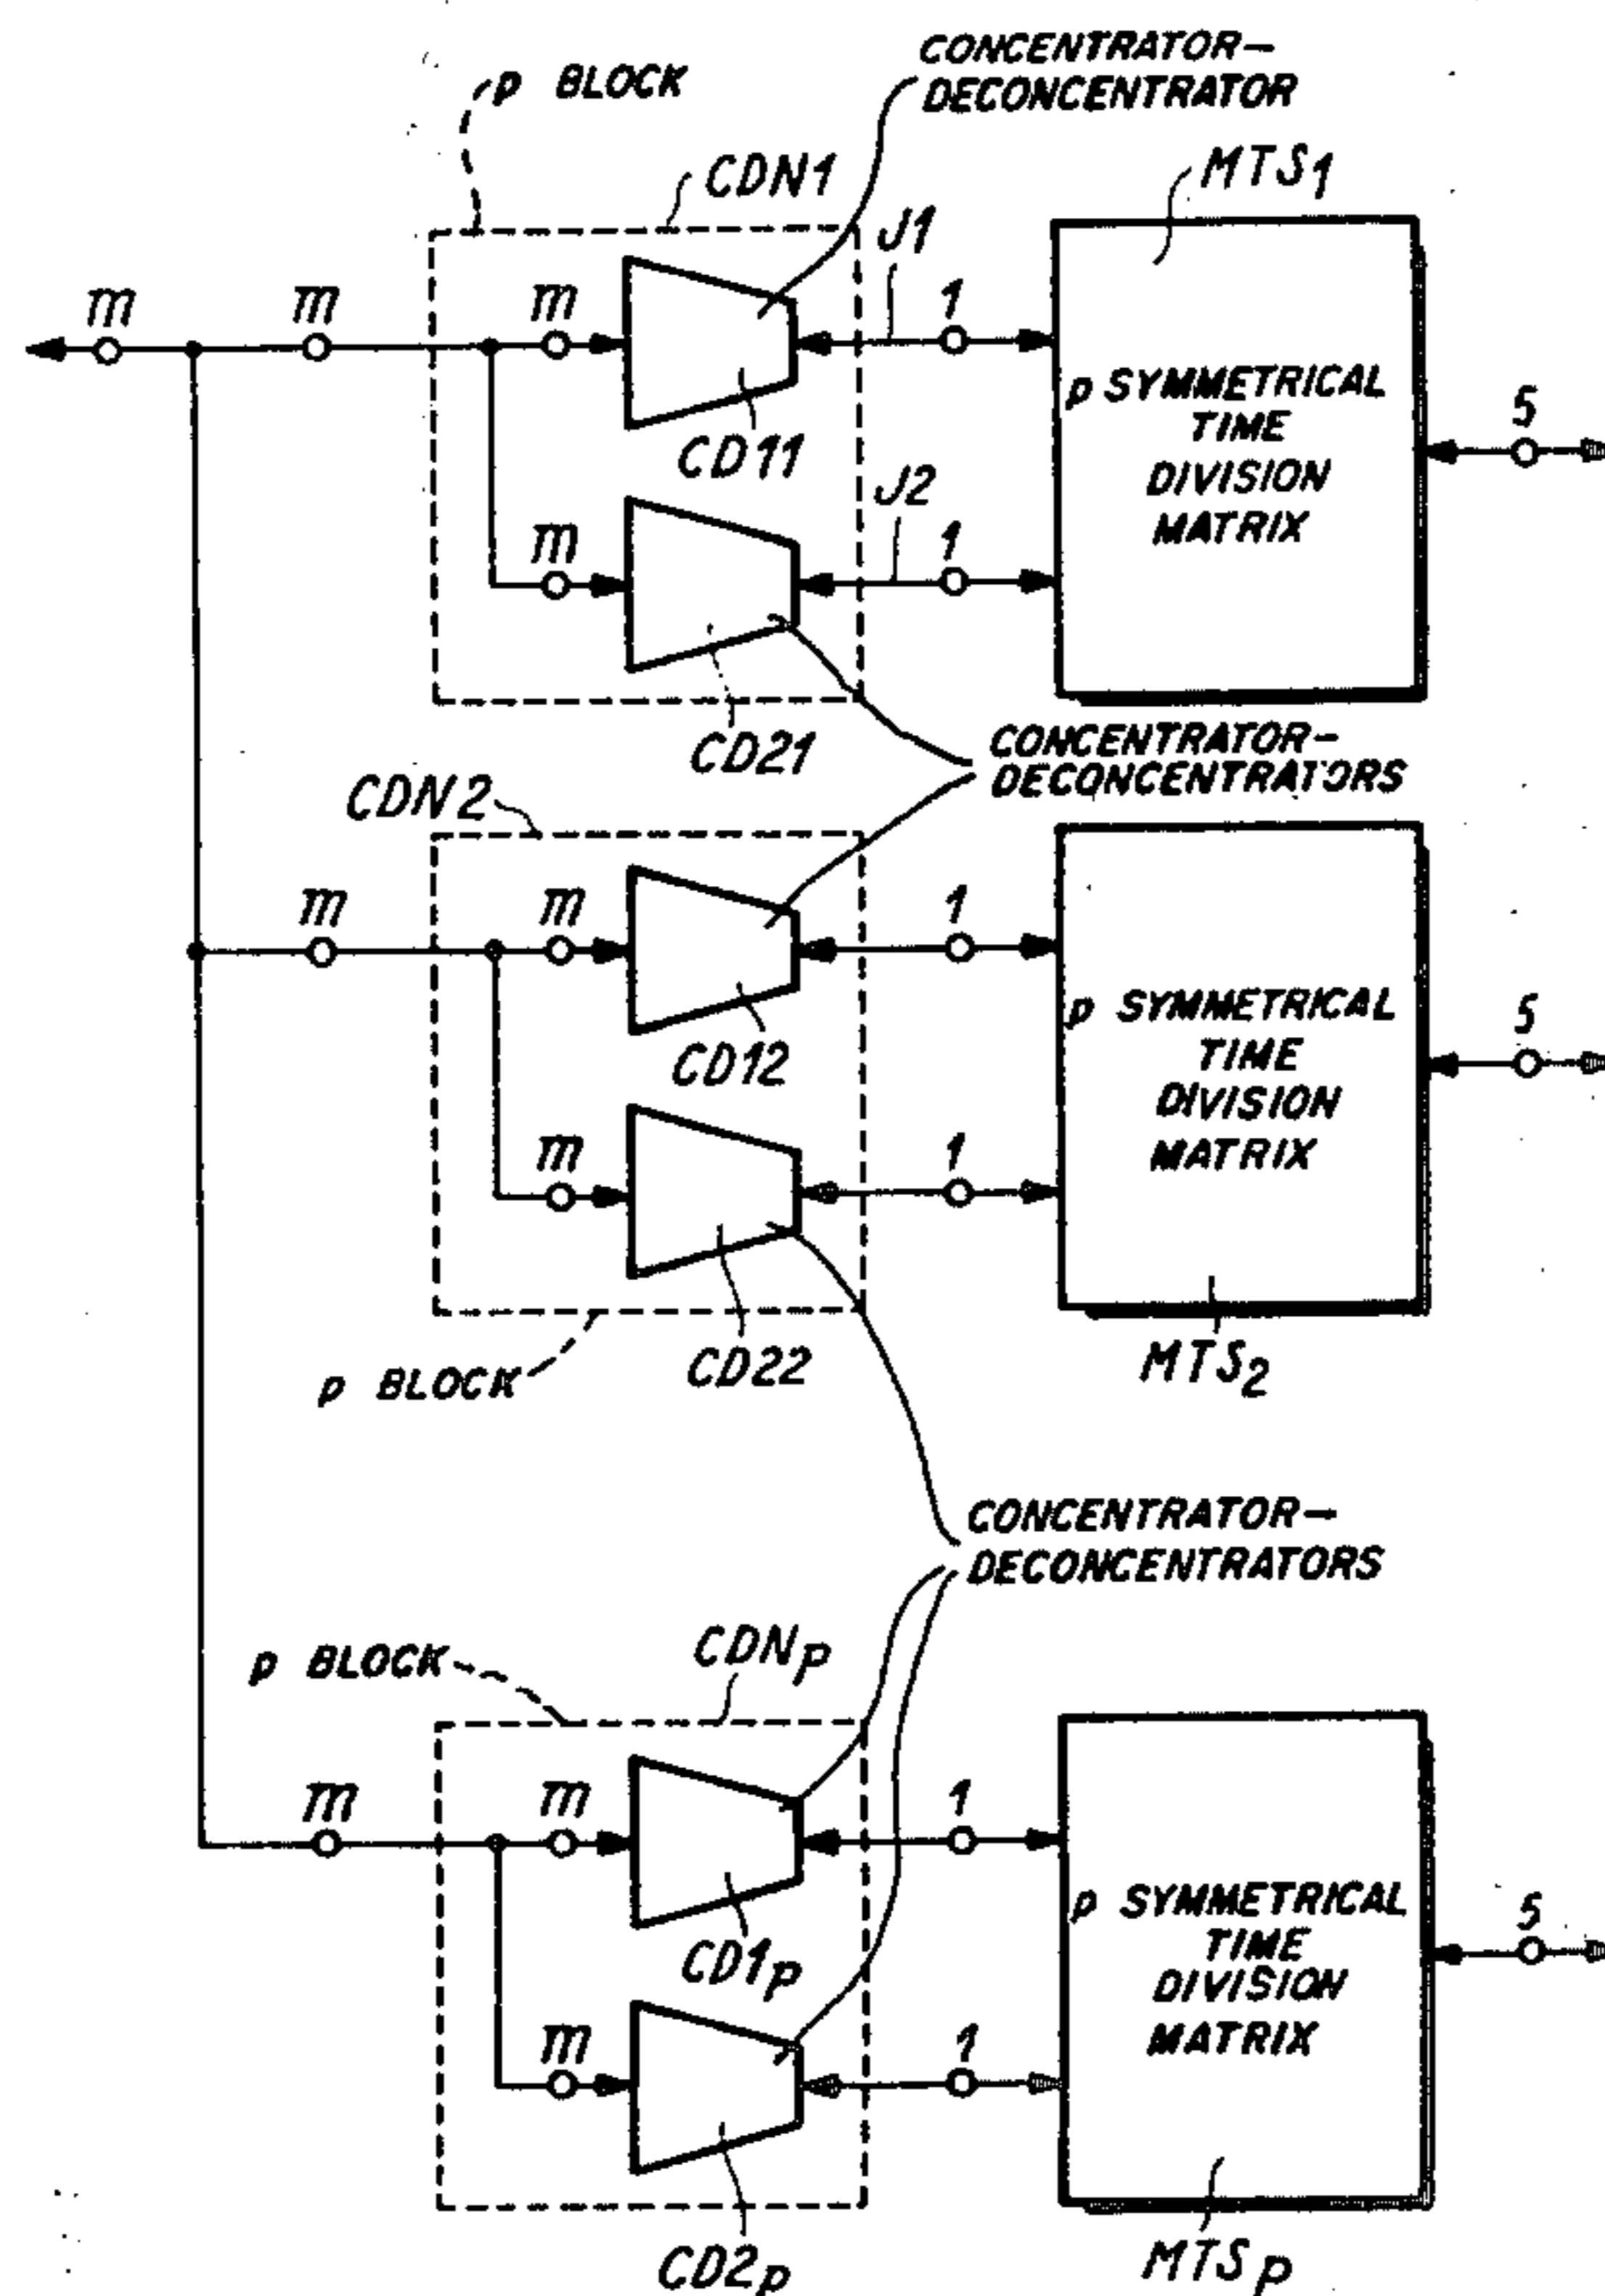 CONCENTRATOR-
DECONCENTRATOR
p BLOCK
CDN1
MTS1
J1
m
m
m
1
p SYMMETRICAL
TIME
DIVISION
MATRIX
5
CD11
J2
m
1
CD21
CONCENTRATOR-
DECONCENTRATORS
CDN2
m
m
1
p SYMMETRICAL
TIME
DIVISION
MATRIX
5
CD12
m
1
CD22
MTS2
p BLOCK
CONCENTRATOR-
DECONCENTRATORS
p BLOCK
CDNp
m
m
1
p SYMMETRICAL
TIME
DIVISION
MATRIX
5
CD1p
m
1
CD2p
MTSp